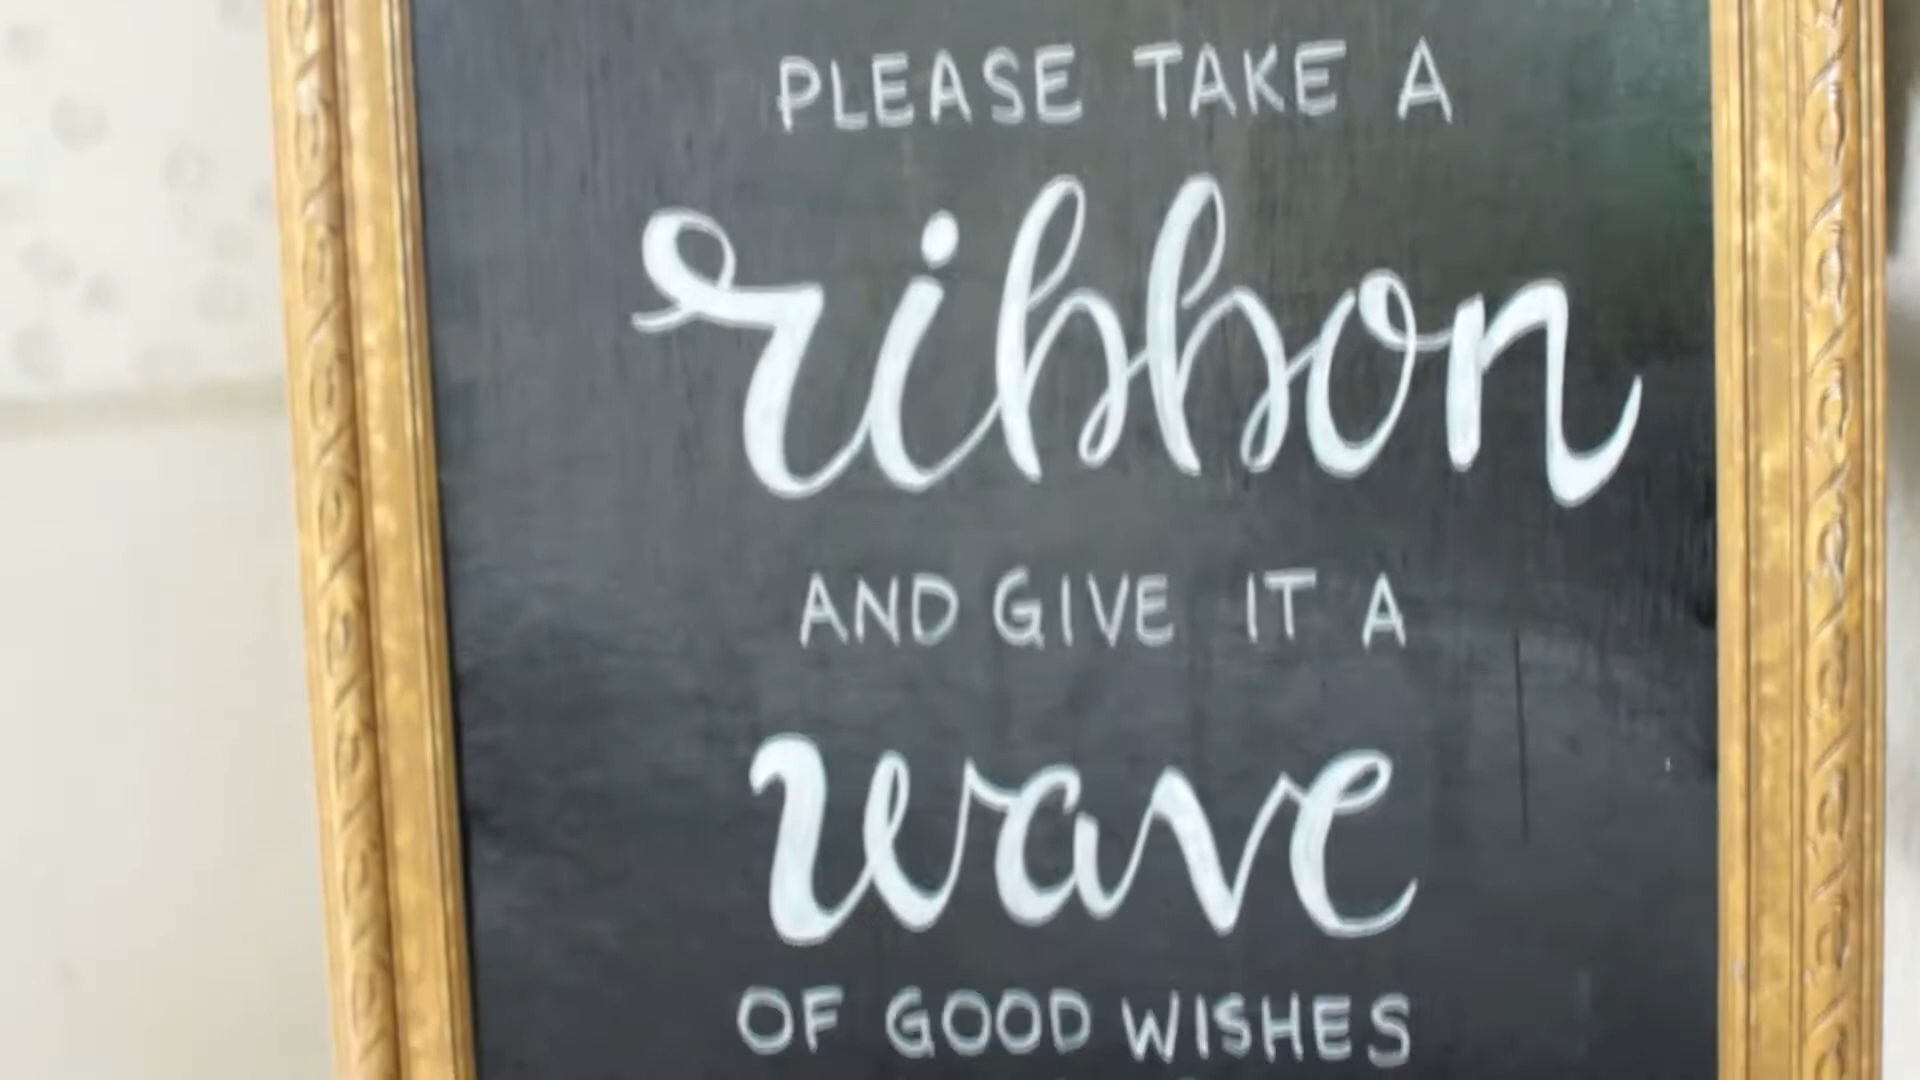 PLEASE TAKE A
ribbon
AND GIVE IT A
wave
OF GOOD WISHES